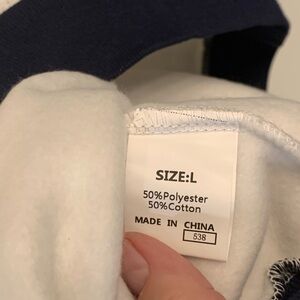 SIZE:L
50%Polyester
50%Cotton
MADE IN CHINA
538